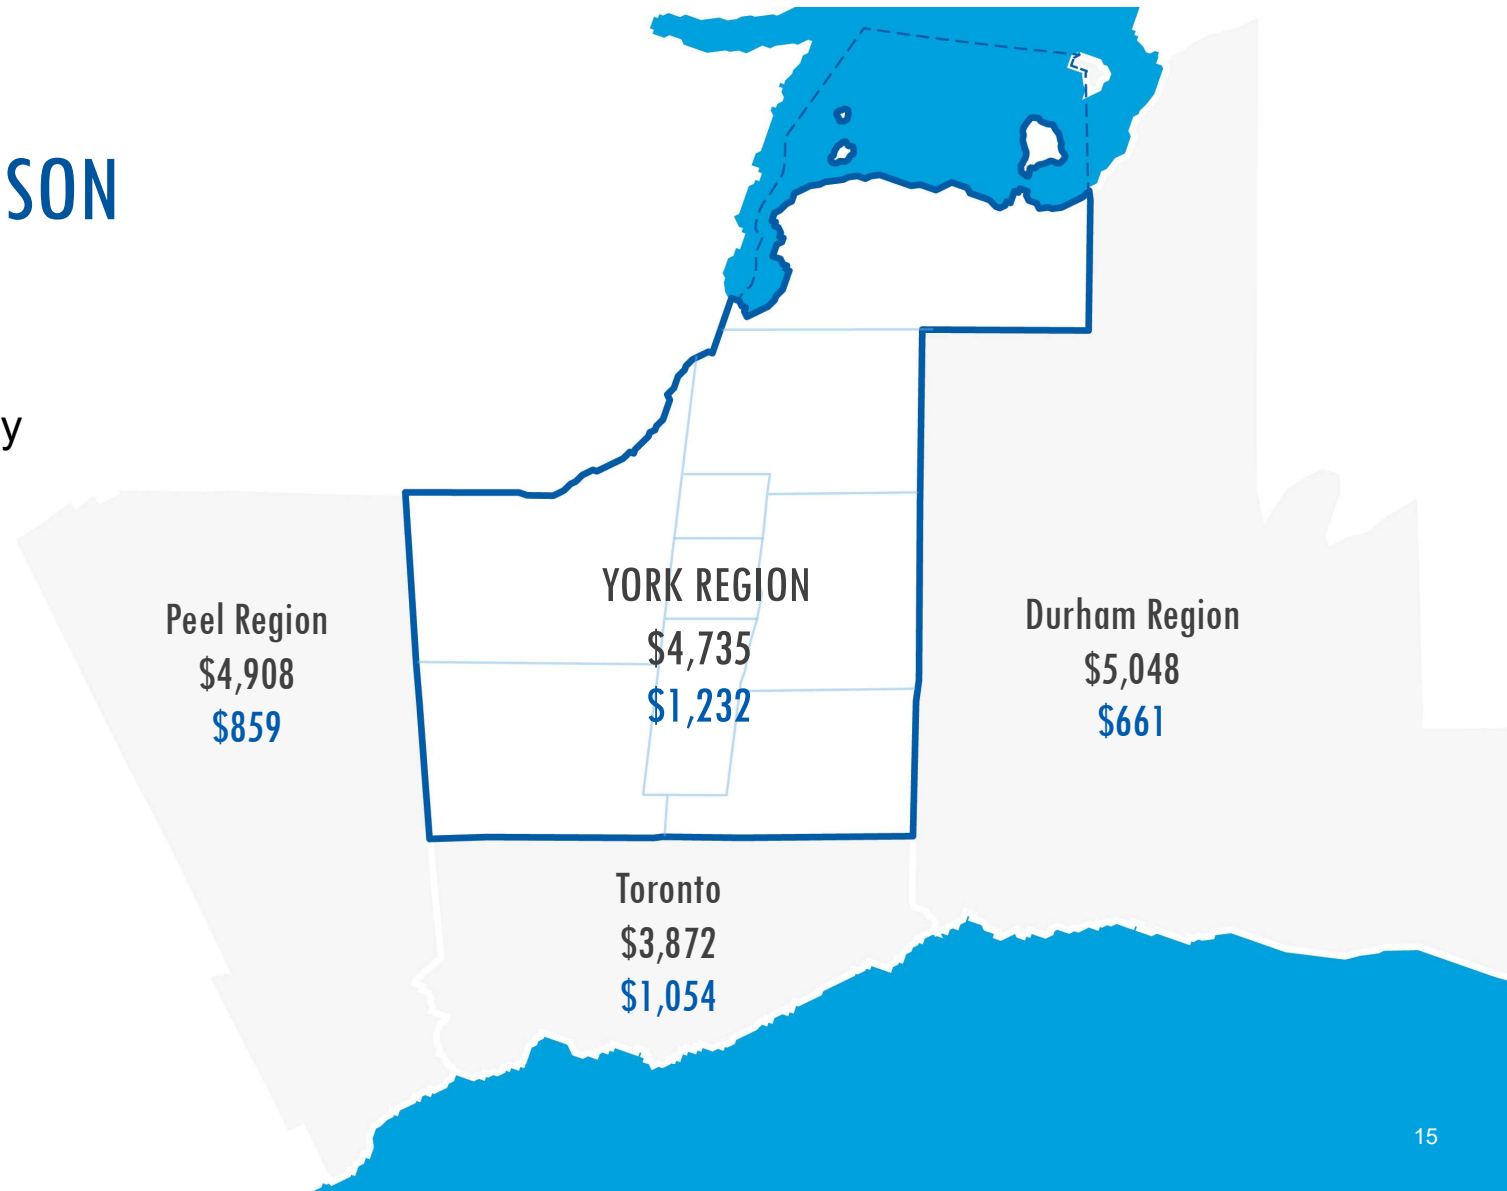 SON
y
Peel Region
$4,908
$859
YORK REGION
$4,735
$1,232
Durham Region
$5,048
$661
Toronto
$3,872
$1,054
15